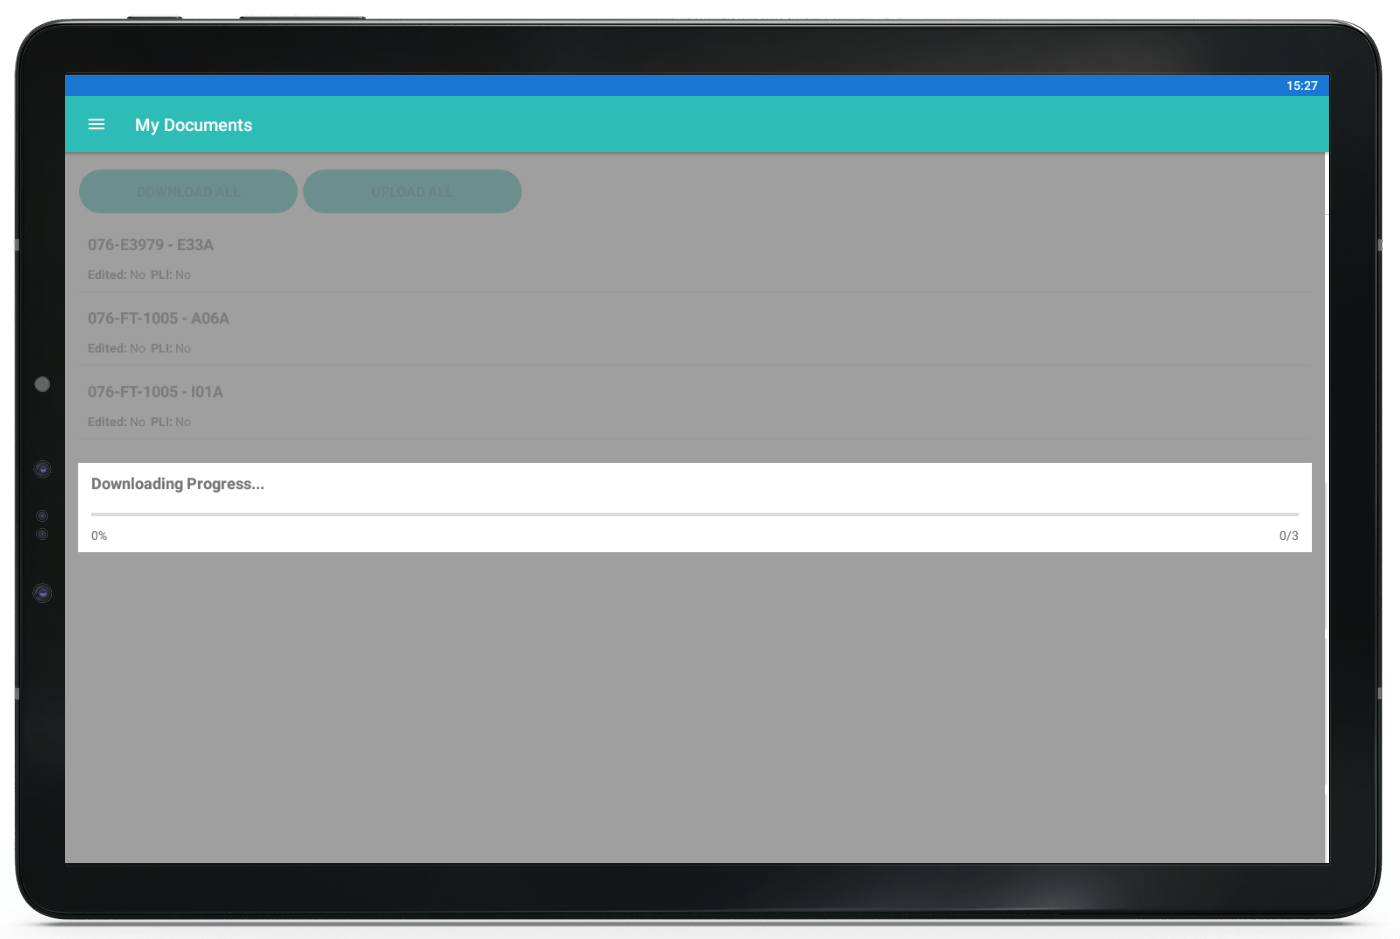 15:27
My Documents
DOWNLOAD ALL UPLOAD ALL
076-E3979 - E33A
Edited: No PLI: No
076-FT-1005 - A06A
Edited: No PLI: No
076-FT-1005 - I01A
Edited: No PLI: No
Downloading Progress...
0% 0/3